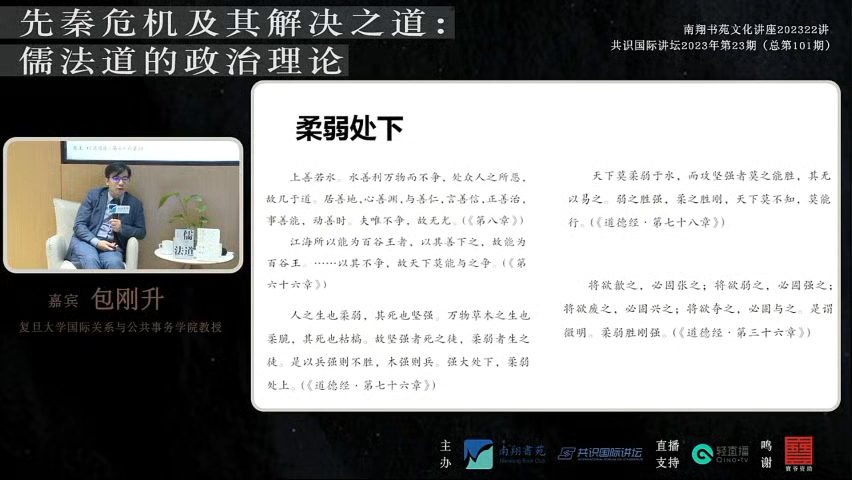 先秦危机及其解决之道：
儒法道的政治理论
南翔书苑文化讲座202322讲
共识国际讲坛2023年第23期（总第101期）
儒
法道
嘉宾 包刚升
复旦大学国际关系与公共事务学院教授
柔弱处下
上善若水。水善利万物而不争，处众人之所恶，
故几于道。居善地，心善渊，与善仁，言善信，正善治，
事善能，动善时。夫唯不争，故无尤。（《第八章》）
江海所以能为百谷王者，以其善下之，故能为
百谷王。……以其不争，故天下莫能与之争。（《第
六十六章》）
人之生也柔弱，其死也坚强。万物草木之生也
柔脆，其死也枯槁。故坚强者死之徒，柔弱者生之
徒。是以兵强则不胜，木强则兵。强大处下，柔弱
处上。（《道德经·第七十六章》）
天下莫柔弱于水，而攻坚强者莫之能胜，其无
以易之。弱之胜强，柔之胜刚，天下莫不知，莫能
行。（《道德经·第七十八章》）
将欲歙之，必固张之；将欲弱之，必固强之；
将欲废之，必固兴之；将欲夺之，必固与之。是谓
微明。柔弱胜刚强。（《道德经·第三十六章》）
主办
南翔書苑
共识国际讲坛
直播支持
轻直播
Qing·tv
鸣谢